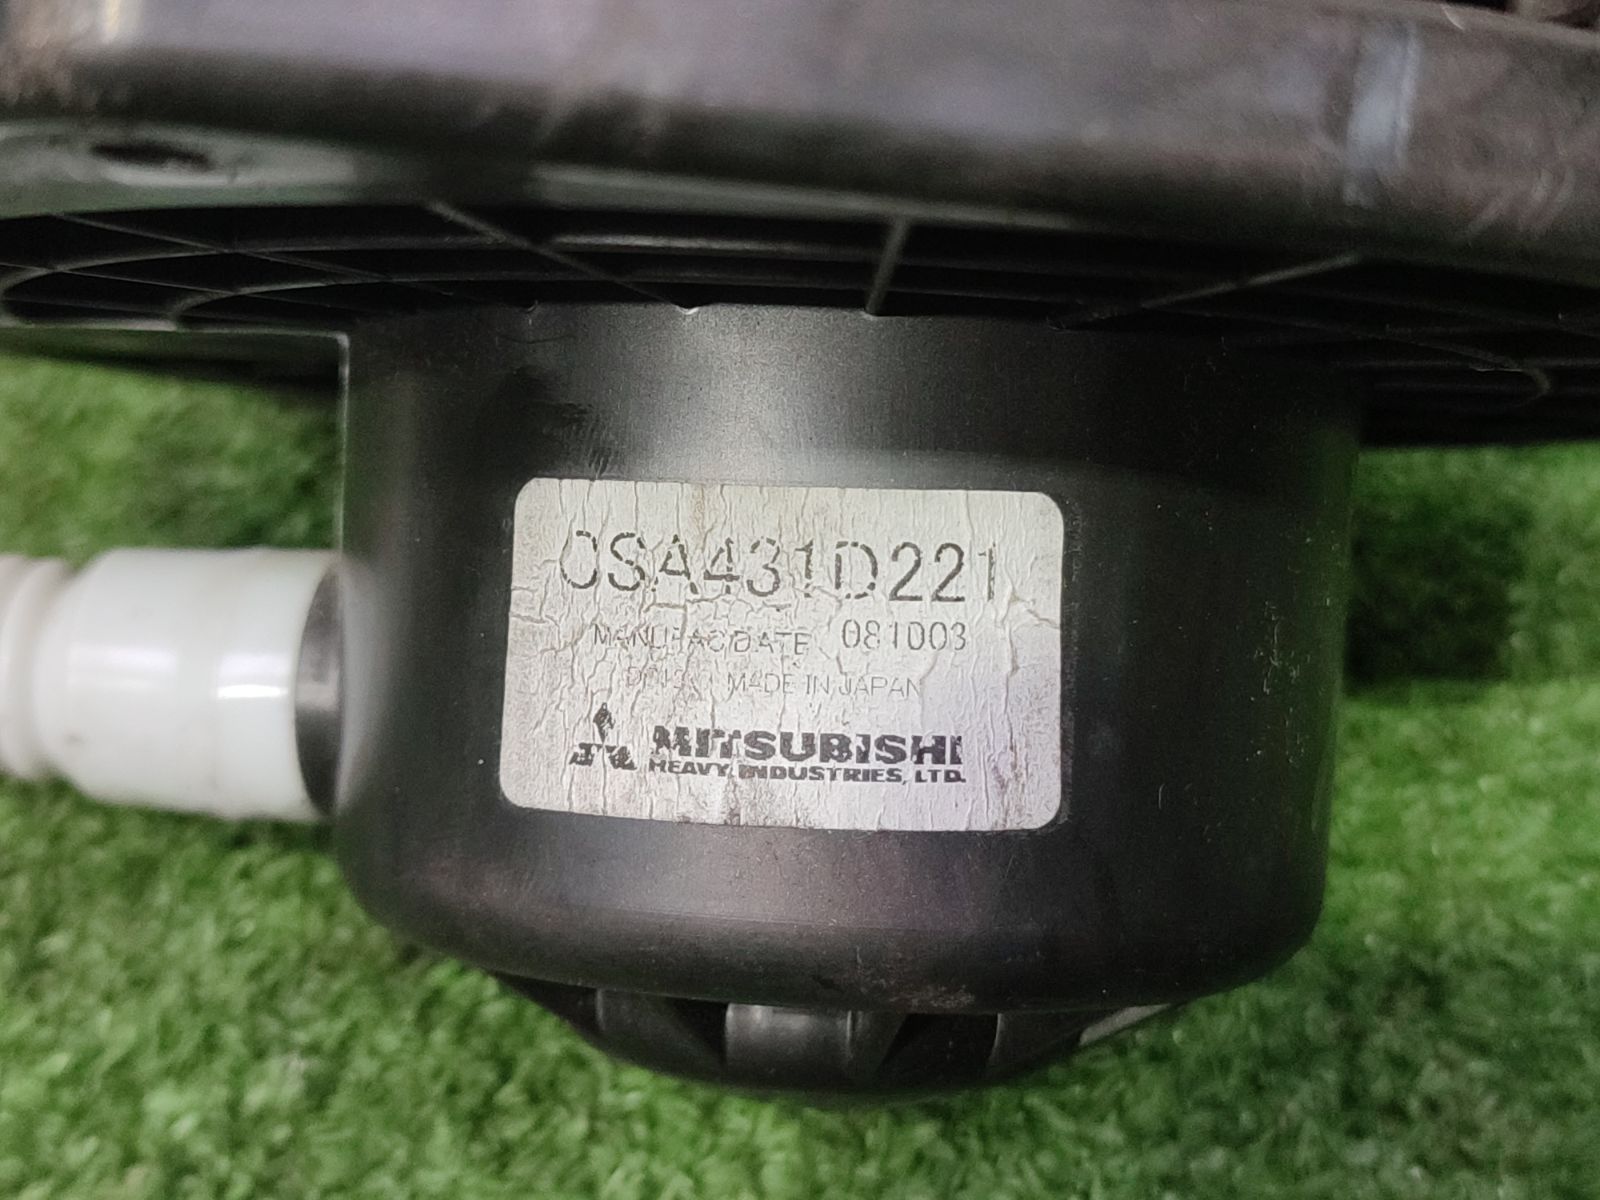 CSA431D221
MANUFAC DATE 081003
MADE IN JAPAN
MITSUBISHI
HEAVY INDUSTRIES, LTD.